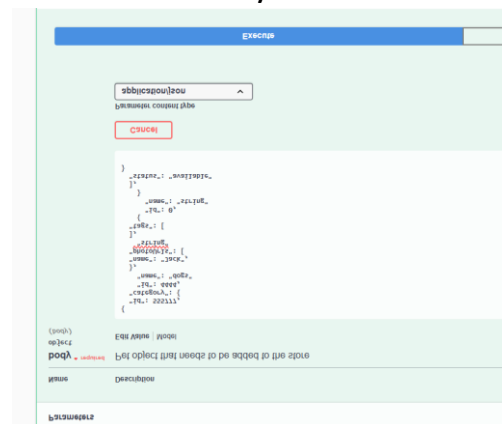 Parameters
Name Description
body * required Pet object that needs to be added to the store
object Edit Value | Model
(body)
{
"id": 555777,
"category": {
"id": 4444,
"name": "dogs"
},
"name": "Jack",
"photoUrls": [
"string"
],
"tags": [
{
"id": 0,
"name": "string"
}
],
"status": "available"
}
Cancel
Parameter content type
application/json
Execute